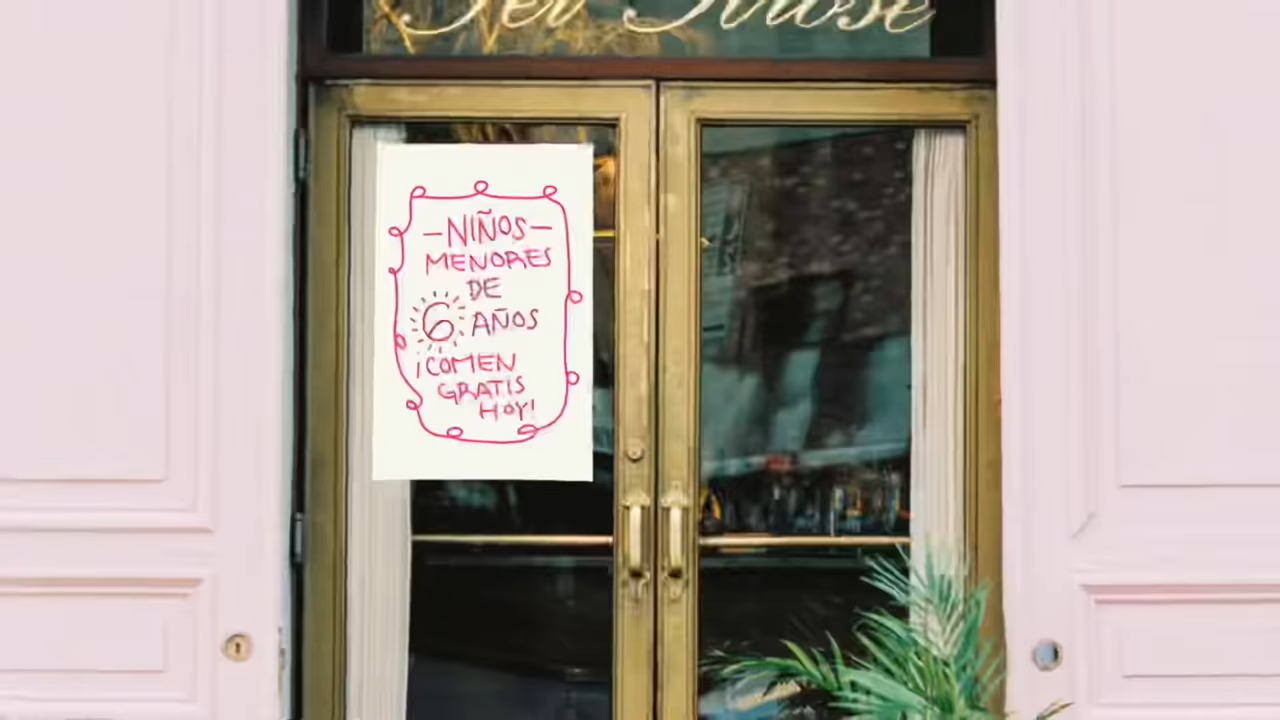 –NIÑOS–
MENORES
DE
6 AÑOS
¡COMEN
GRATIS
HOY!